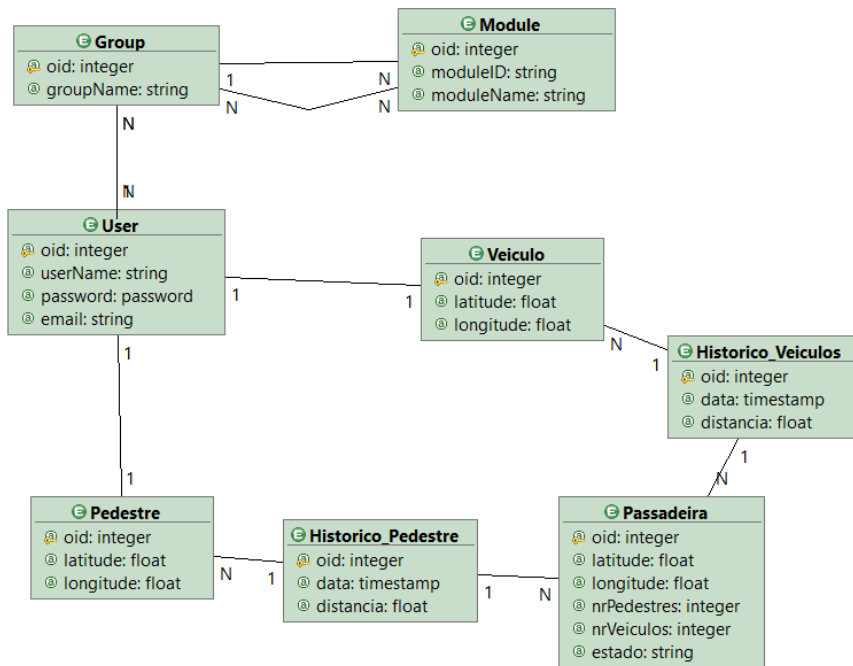 Group
oid: integer
groupName: string
Module
oid: integer
moduleID: string
moduleName: string
1
N
N
N
N
N
1
User
oid: integer
userName: string
password: password
email: string
1
1
Veiculo
oid: integer
latitude: float
longitude: float
N
1
Historico_Veiculos
oid: integer
data: timestamp
distancia: float
1
N
1
1
Pedestre
oid: integer
latitude: float
longitude: float
N
1
Historico_Pedestre
oid: integer
data: timestamp
distancia: float
1
N
Passadeira
oid: integer
latitude: float
longitude: float
nrPedestres: integer
nrVeiculos: integer
estado: string